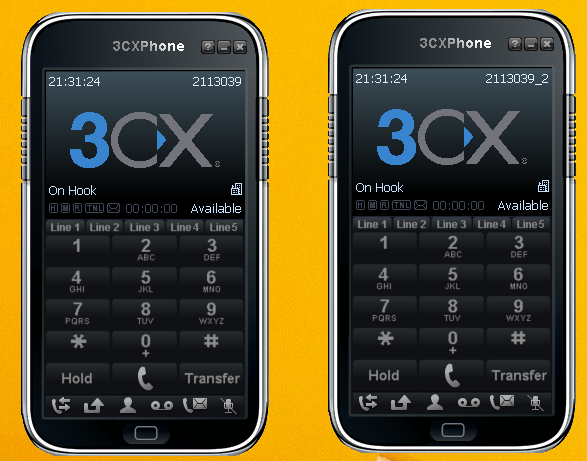 3CXPhone ? _ x
21:31:24 2113039
3CX
On Hook
H M R TNL 00:00:00 Available
Line 1 Line 2 Line 3 Line 4 Line 5
1 2 3
ABC DEF
4 5 6
GHI JKL MNO
7 8 9
PQRS TUV WXYZ
* 0 #
+
Hold Transfer
3CXPhone ? _ x
21:31:24 2113039_2
3CX
On Hook
H M R TNL 00:00:00 Available
Line 1 Line 2 Line 3 Line 4 Line 5
1 2 3
ABC DEF
4 5 6
GHI JKL MNO
7 8 9
PQRS TUV WXYZ
* 0 #
+
Hold Transfer